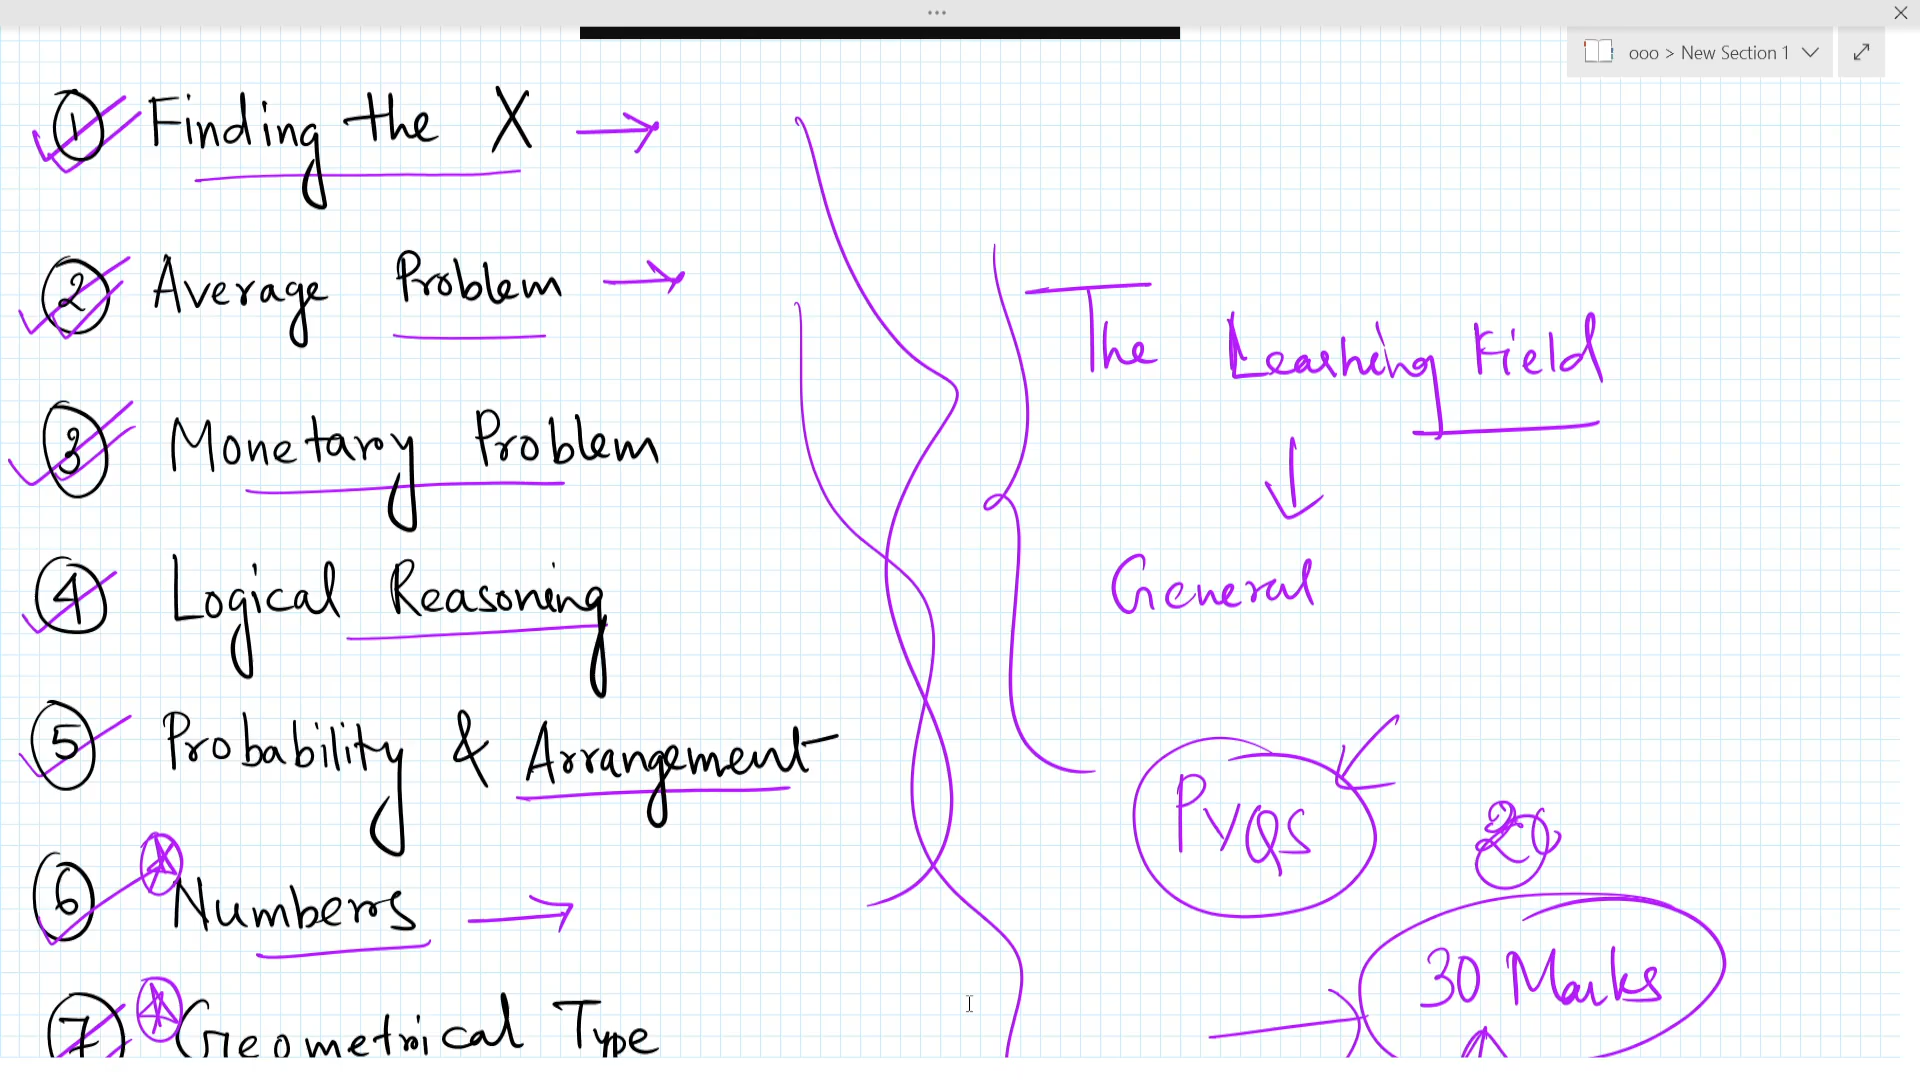 ooo > New Section 1
① Finding the X →
② Average Problem →
③ Monetary Problem
④ Logical Reasoning
⑤ Probability & Arrangement
⑥ Numbers →
⑦ Geometrical Type
The Learning Field
↓
General
PYQs
20
30 Marks